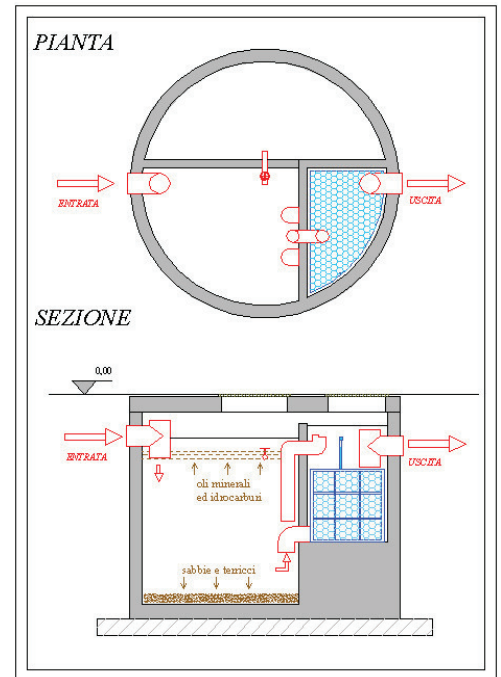 PIANTA
ENTRATA
USCITA
SEZIONE
0,00
ENTRATA
USCITA
oli minerali
ed idrocarburi
sabbie e terricci